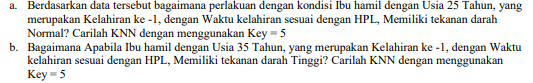 a. Berdasarkan data tersebut bagaimana perlakuan dengan kondisi Ibu hamil dengan Usia 25 Tahun, yang
merupakan Kelahiran ke -1, dengan Waktu kelahiran sesuai dengan HPL, Memiliki tekanan darah
Normal? Carilah KNN dengan menggunakan Key = 5
b. Bagaimana Apabila Ibu hamil dengan Usia 35 Tahun, yang merupakan Kelahiran ke -1, dengan Waktu
kelahiran sesuai dengan HPL, Memiliki tekanan darah Tinggi? Carilah KNN dengan menggunakan
Key = 5